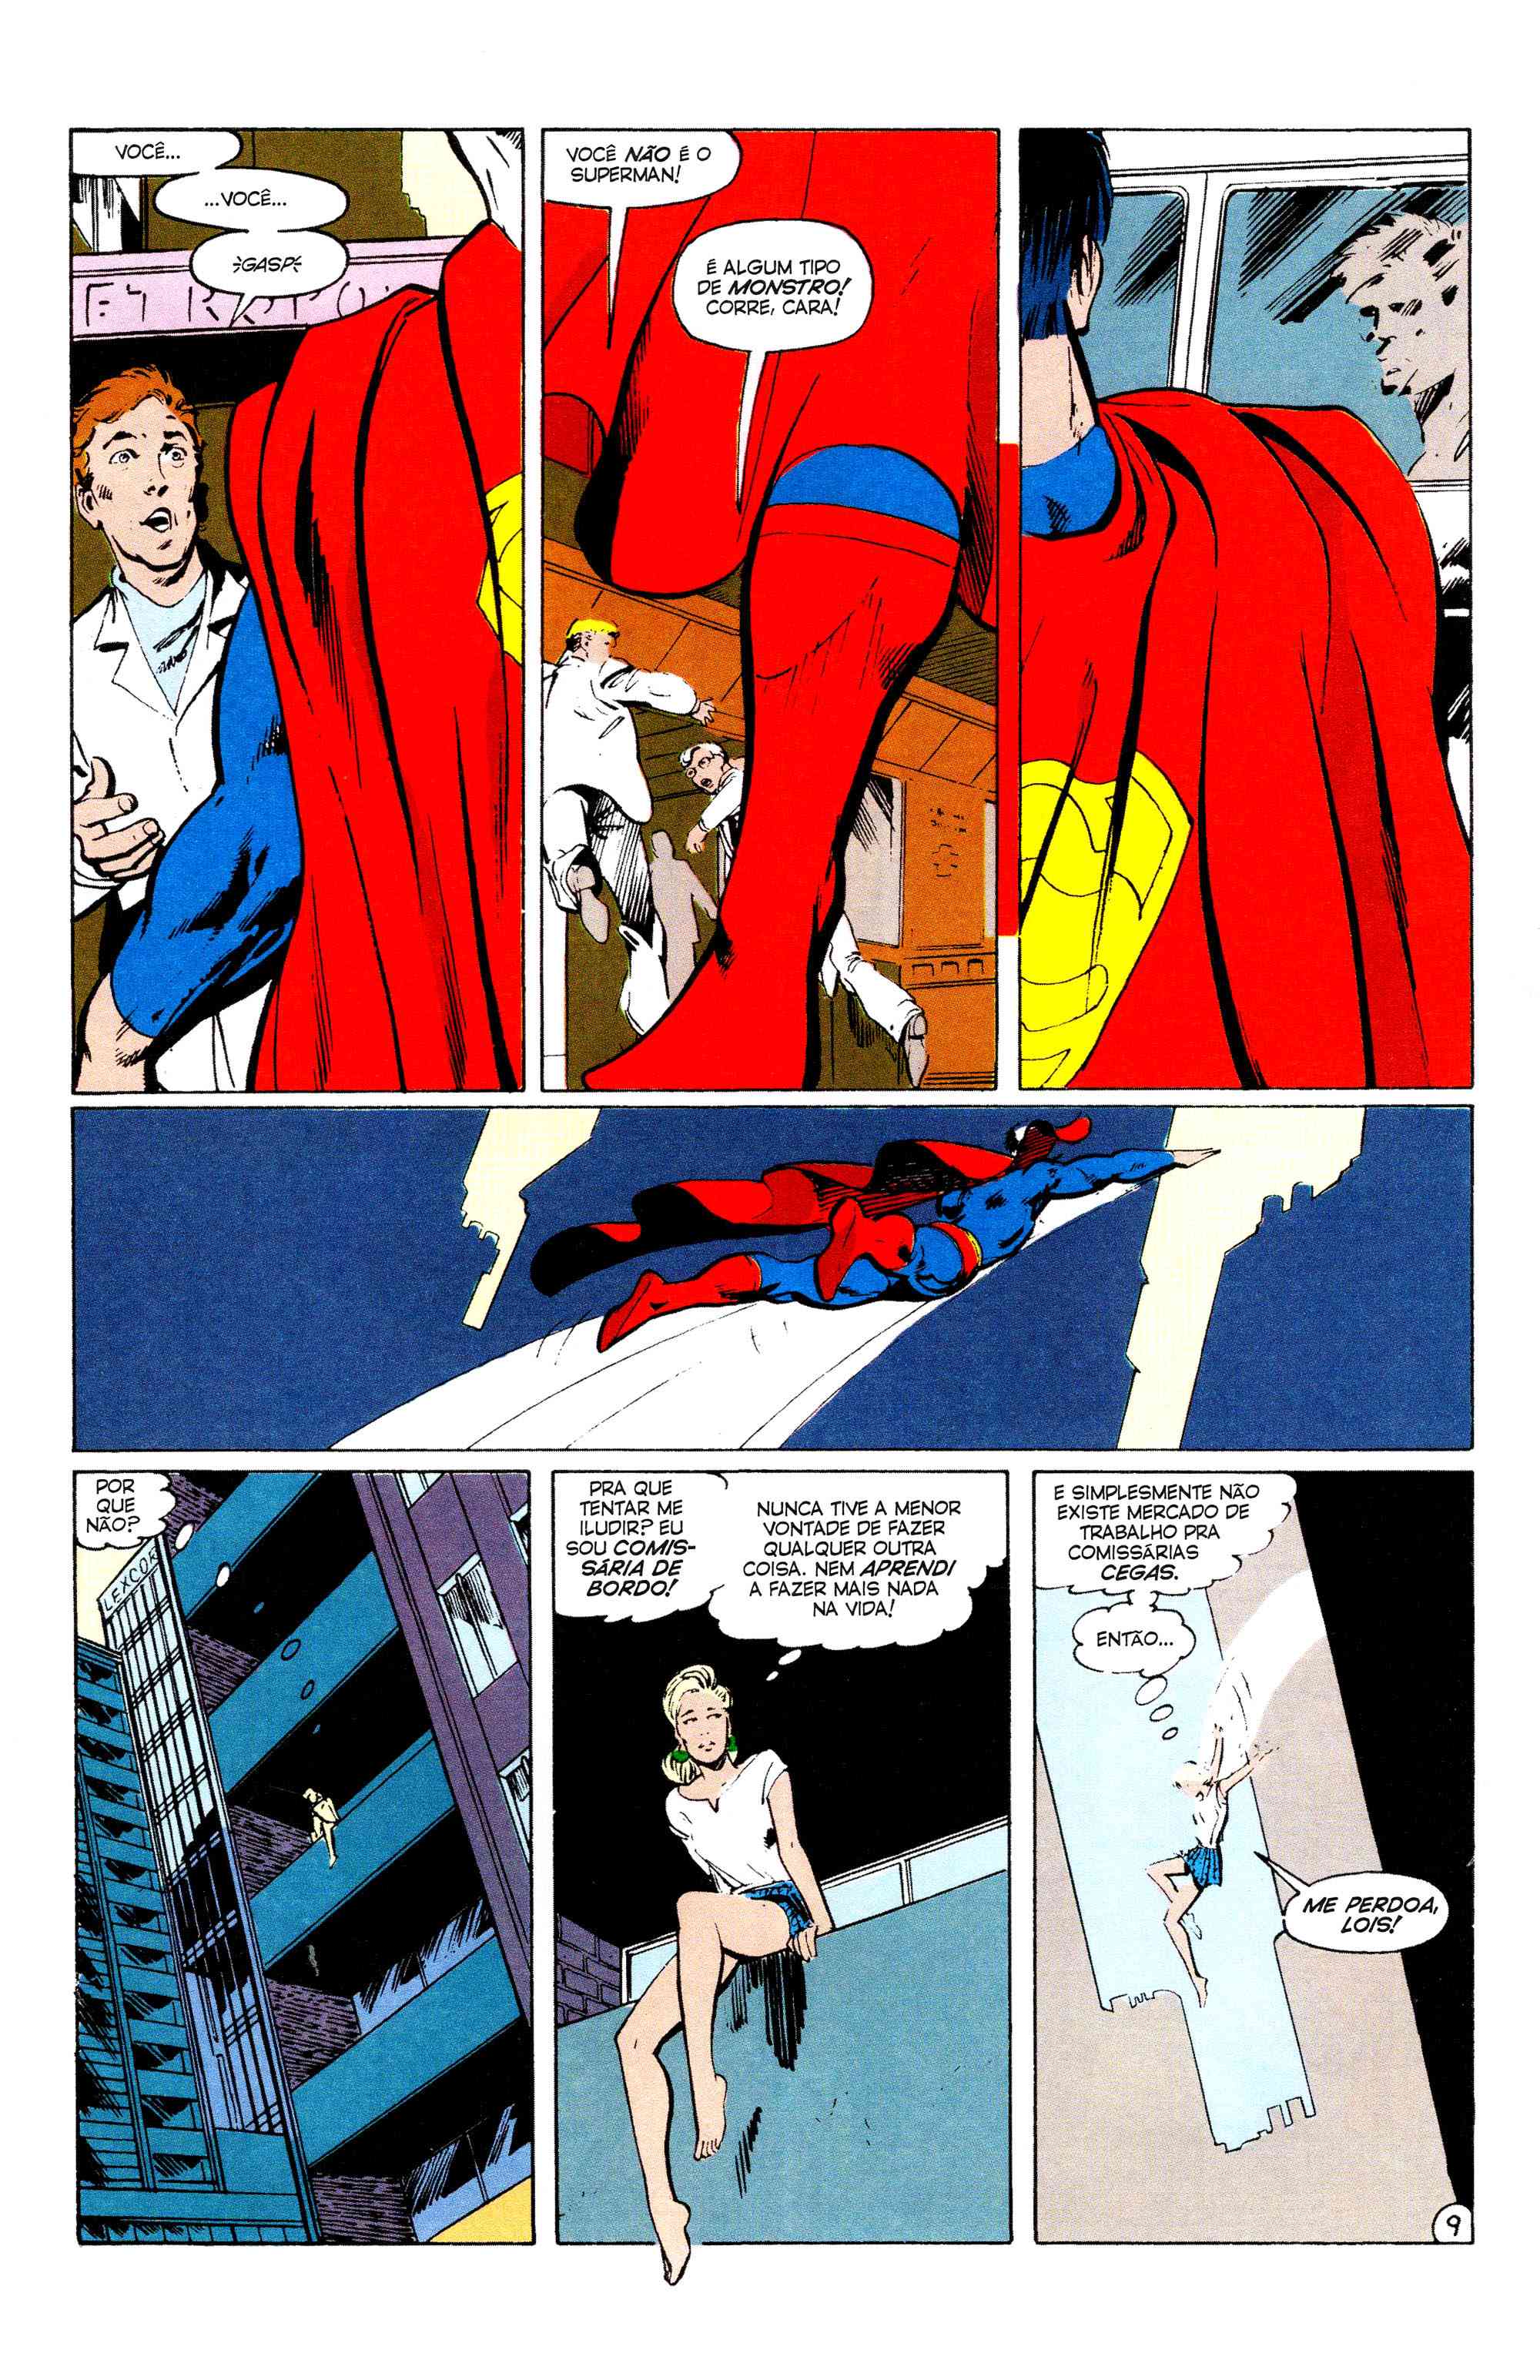 VOCÊ...
...VOCÊ...
GASP
VOCÊ NÃO É O
SUPERMAN!
É ALGUM TIPO
DE MONSTRO!
CORRE, CARA!
POR
QUE
NÃO?
LEXCOR
PRA QUE
TENTAR ME
ILUDIR? EU
SOU COMIS-
SÁRIA DE
BORDO!
NUNCA TIVE A MENOR
VONTADE DE FAZER
QUALQUER OUTRA
COISA. NEM APRENDI
A FAZER MAIS NADA
NA VIDA!
E SIMPLESMENTE NÃO
EXISTE MERCADO DE
TRABALHO PRA
COMISSÁRIAS
CEGAS.
ENTÃO...
ME PERDOA,
LOIS!
9